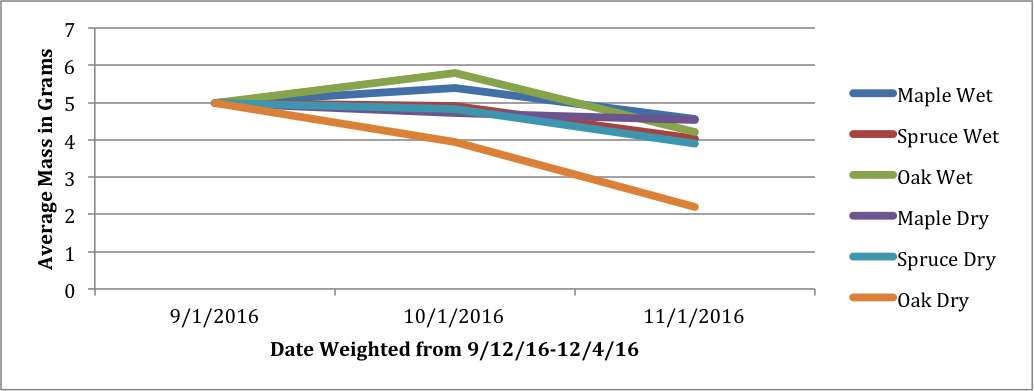 7
6
5
4
3
2
1
0
Average Mass in Grams
9/1/2016 10/1/2016 11/1/2016
Date Weighted from 9/12/16-12/4/16
Maple Wet
Spruce Wet
Oak Wet
Maple Dry
Spruce Dry
Oak Dry